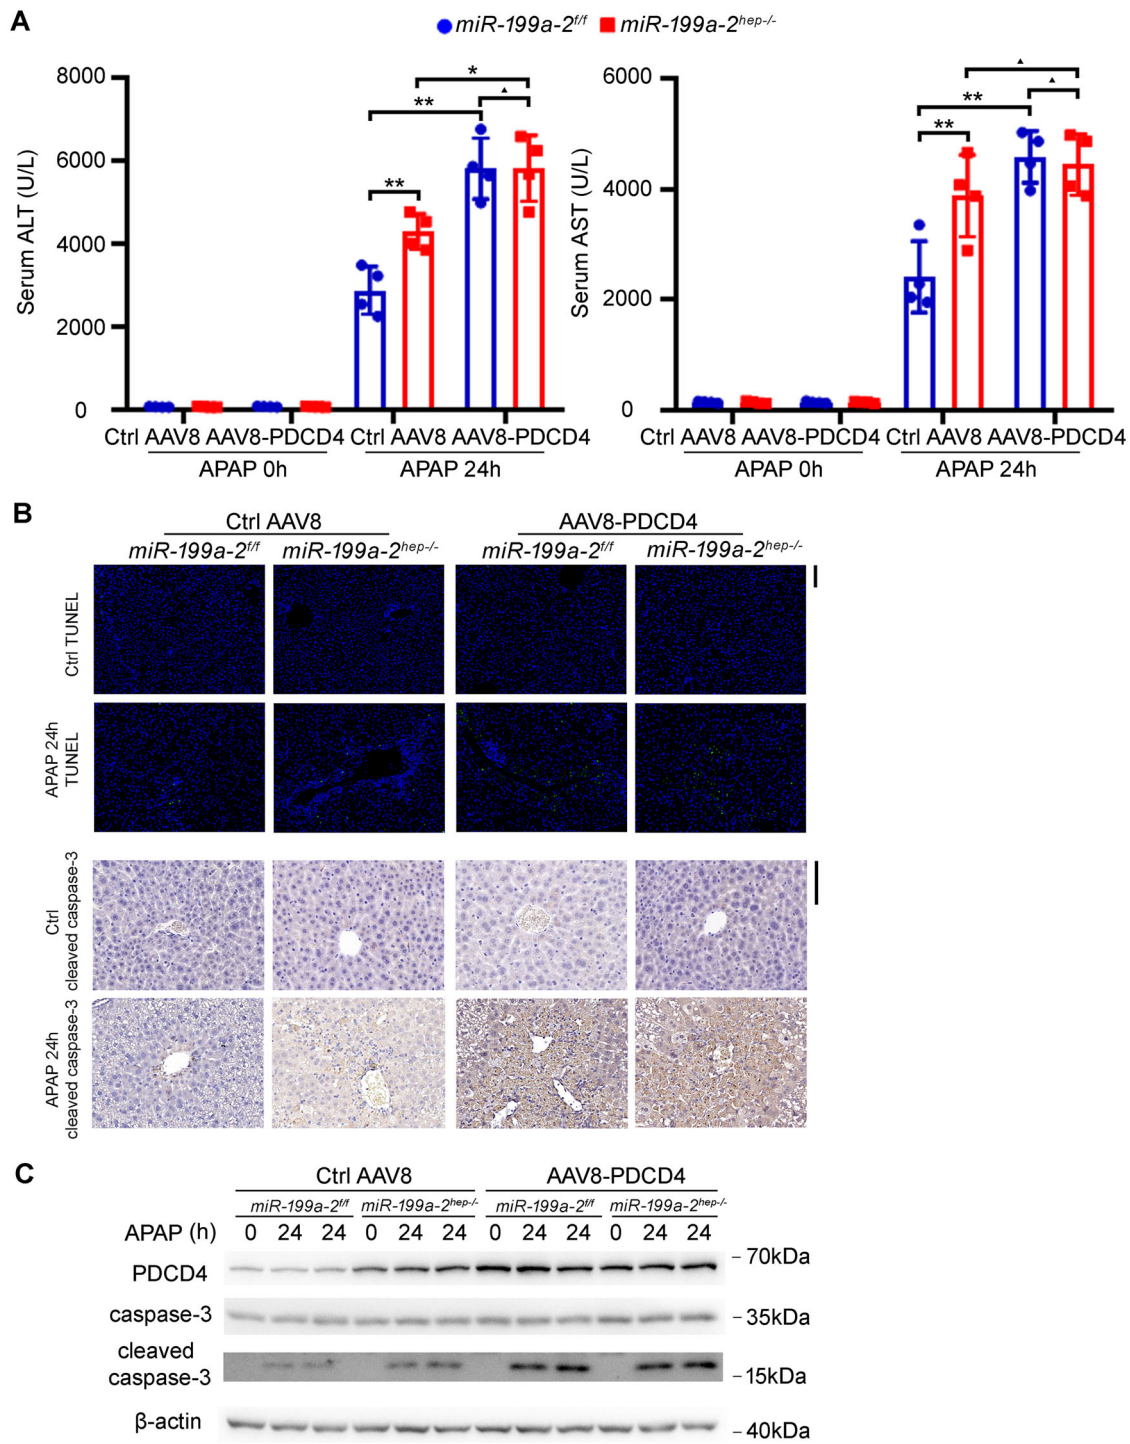 A
miR-199a-2f/f miR-199a-2hep-/-
8000
6000
4000
2000
0
Serum ALT (U/L)
** ** * ▲
Ctrl AAV8 AAV8-PDCD4 Ctrl AAV8 AAV8-PDCD4
APAP 0h APAP 24h
6000
4000
2000
0
Serum AST (U/L)
** ** ▲ ▲
Ctrl AAV8 AAV8-PDCD4 Ctrl AAV8 AAV8-PDCD4
APAP 0h APAP 24h
B
Ctrl AAV8 AAV8-PDCD4
miR-199a-2f/f miR-199a-2hep-/- miR-199a-2f/f miR-199a-2hep-/-
Ctrl TUNEL
APAP 24h
TUNEL
Ctrl
cleaved caspase-3
APAP 24h
cleaved caspase-3
C
Ctrl AAV8 AAV8-PDCD4
miR-199a-2f/f miR-199a-2hep-/- miR-199a-2f/f miR-199a-2hep-/-
APAP (h) 0 24 24 0 24 24 0 24 24 0 24 24
PDCD4 - 70kDa
caspase-3 - 35kDa
cleaved
caspase-3 - 15kDa
β-actin - 40kDa